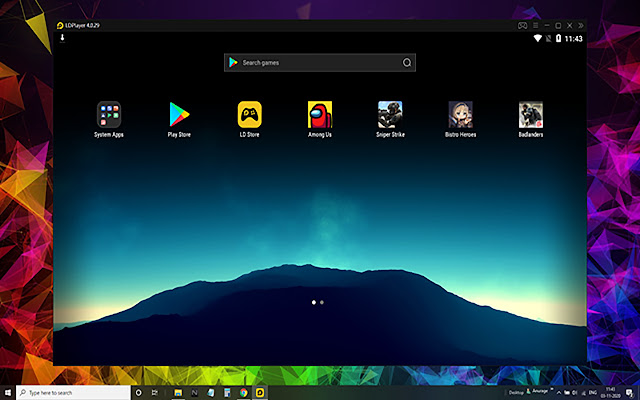 LDPlayer 4.0.29
11:43
Search games
System Apps
Play Store
LD Store
Among Us
Sniper Strike
Bistro Heroes
Badlanders
Type here to search
Desktop
Anurage
ENG
11:43
03-11-2020